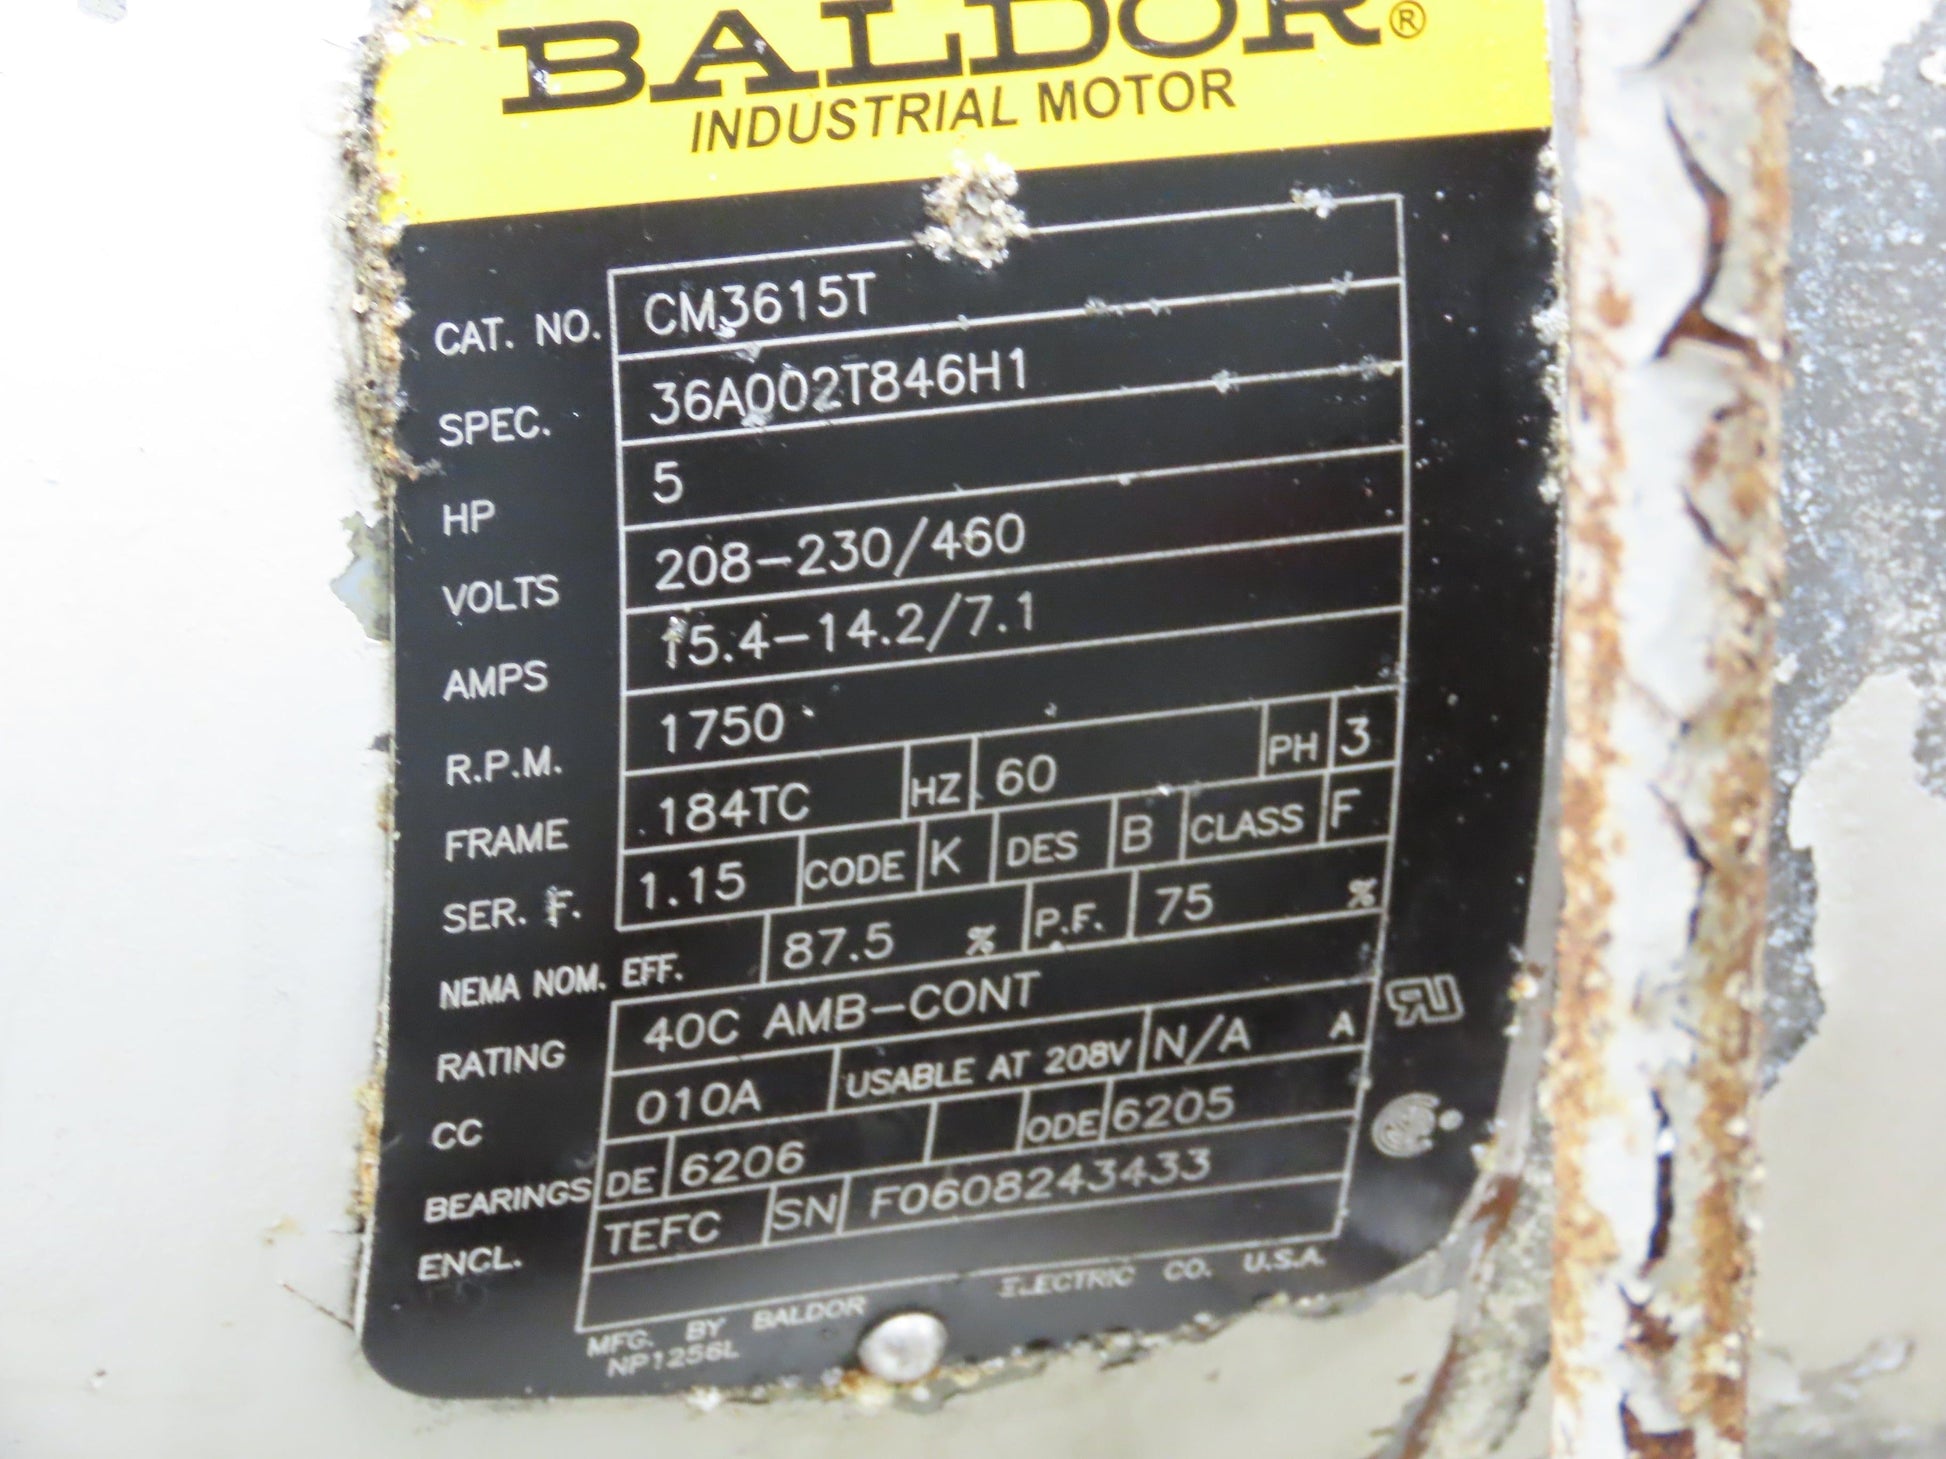 BALDOR®
INDUSTRIAL MOTOR
CAT. NO. CM3615T
SPEC. 36A002T846H1
HP 5
VOLTS 208-230/460
AMPS 15.4-14.2/7.1
R.P.M. 1750
FRAME 184TC HZ 60 PH 3
SER. F. 1.15 CODE K DES B CLASS F
NEMA NOM. EFF. 87.5 % P.F. 75 %
RATING 40C AMB-CONT
CC 010A USABLE AT 208V N/A A
BEARINGS DE 6206 ODE 6205
ENCL. TEFC SN F0608243433
MFG. BY BALDOR ELECTRIC CO. U.S.A.
NP1256L